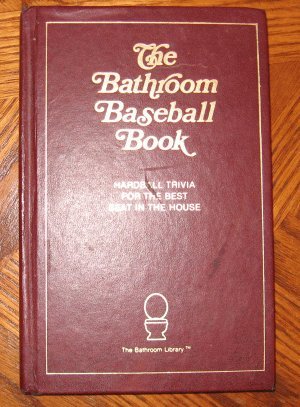 The
Bathroom
Baseball
Book
HARDBALL TRIVIA
FOR THE BEST
SEAT IN THE HOUSE
The Bathroom Library™